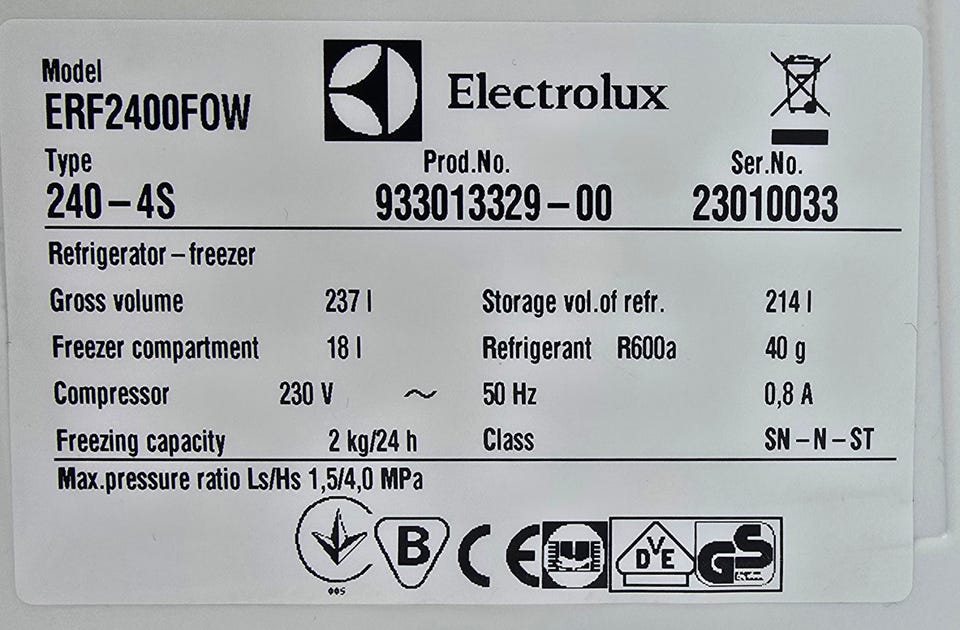 Model
ERF2400FOW
Electrolux
Type
240-4S
Prod.No.
933013329-00
Ser.No.
23010033
Refrigerator-freezer
Gross volume 237 l Storage vol.of refr. 214 l
Freezer compartment 18 l Refrigerant R600a 40 g
Compressor 230 V ~ 50 Hz 0,8 A
Freezing capacity 2 kg/24 h Class SN-N-ST
Max.pressure ratio Ls/Hs 1,5/4,0 MPa
B CE DVE GS
005